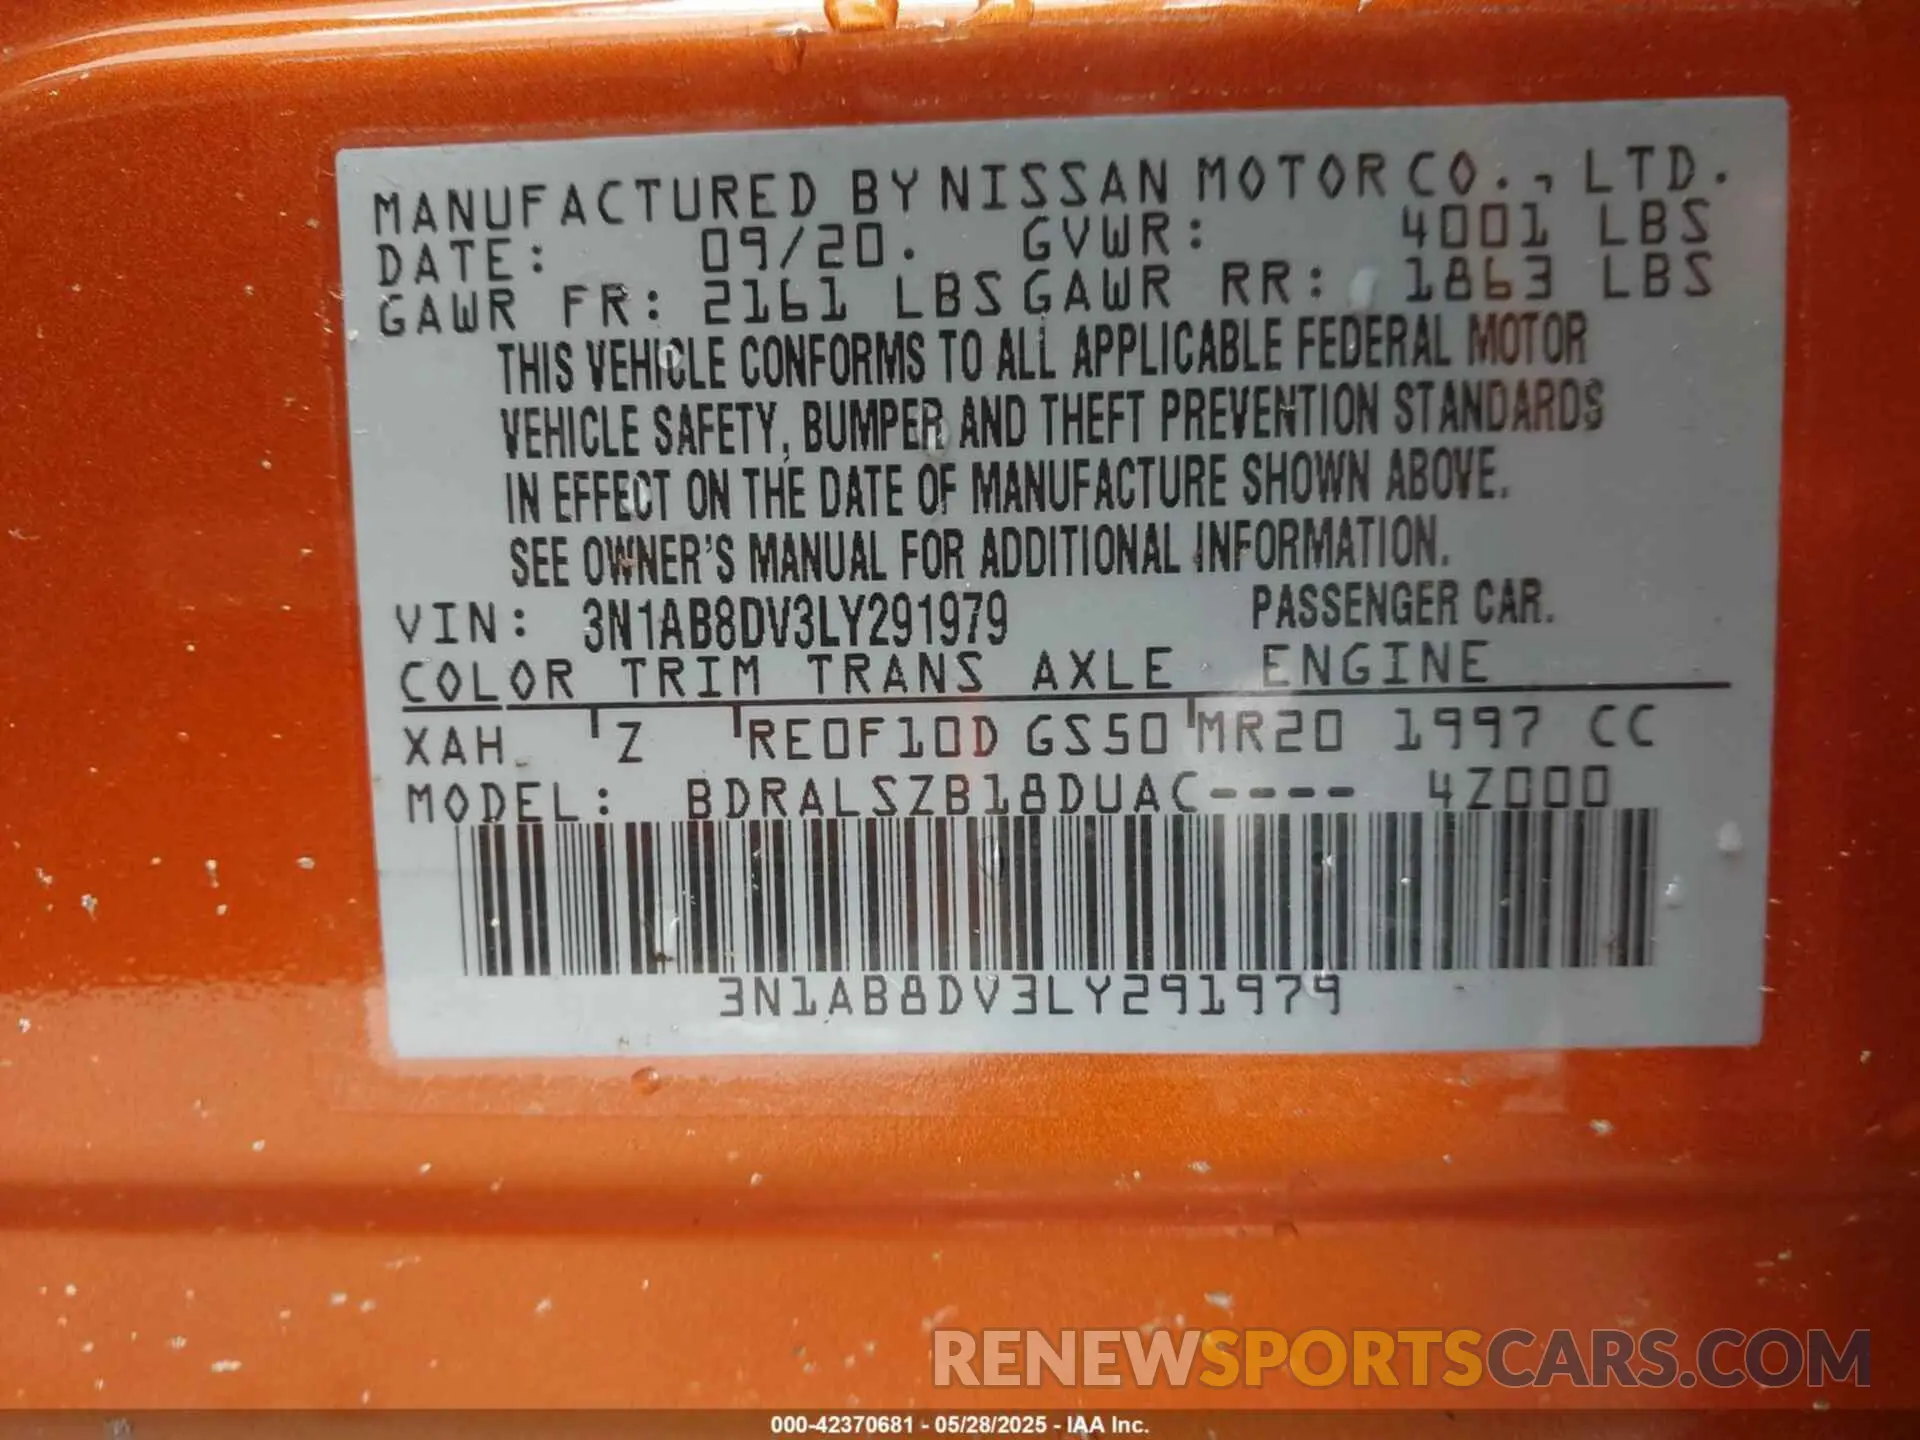 MANUFACTURED BY NISSAN MOTOR CO., LTD.
DATE: 09/20. GVWR: 4001 LBS
GAWR FR: 2161 LBS GAWR RR: 1863 LBS
THIS VEHICLE CONFORMS TO ALL APPLICABLE FEDERAL MOTOR
VEHICLE SAFETY, BUMPER AND THEFT PREVENTION STANDARDS
IN EFFECT ON THE DATE OF MANUFACTURE SHOWN ABOVE.
SEE OWNER'S MANUAL FOR ADDITIONAL INFORMATION.
VIN: 3N1AB8DV3LY291979 PASSENGER CAR.
COLOR TRIM TRANS AXLE ENGINE
XAH Z RE0F10D GS50 MR20 1997 CC
MODEL: BDRALSZB18DUAC---- 4Z000
3N1AB8DV3LY291979
RENEWSPORTSCARS.COM
000-42370681 - 05/28/2025 - IAA Inc.